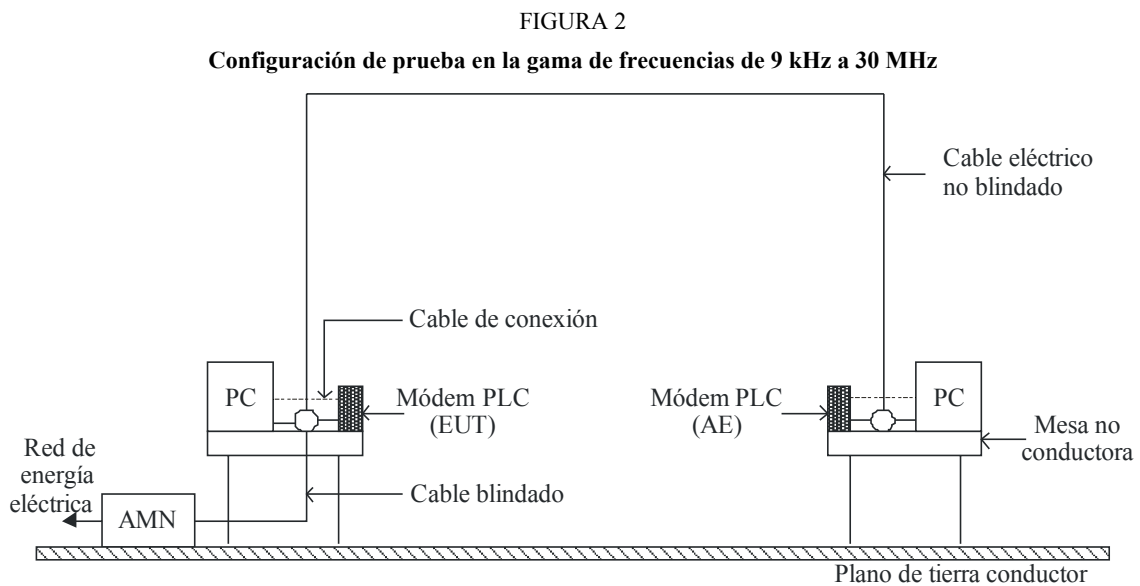 FIGURA 2
Configuración de prueba en la gama de frecuencias de 9 kHz a 30 MHz
Cable eléctrico
no blindado
Cable de conexión
PC
Módem PLC
(EUT)
Módem PLC
(AE)
PC
Mesa no
conductora
Red de
energía
eléctrica
AMN
Cable blindado
Plano de tierra conductor